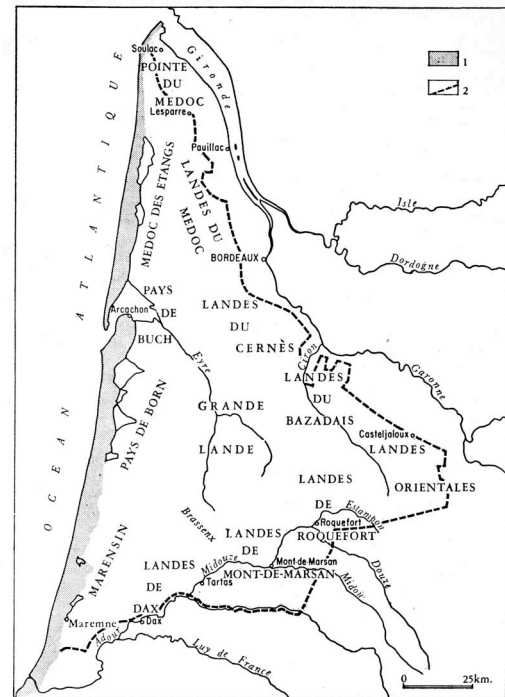 Soulac
POINTE
DU
MEDOC
Lesparre
Gironde
1
2
Pauillac
OCEAN ATLANTIQUE
MEDOC DES ETANGS
LANDES DU
MEDOC
Isle
Dordogne
BORDEAUX
PAYS
DE
BUCH
Arcachon
LANDES
DU
CERNÈS
Eyre
Ciron
Garonne
LANDES
DU
BAZADAIS
GRANDE
LANDE
PAYS DE BORN
Casteljaloux
LANDES
ORIENTALES
LANDES
DE
ROQUEFORT
Estampon
Roquefort
Brassenx
LANDES
DE
MONT-DE-MARSAN
Mont-de-Marsan
Midouze
Midou
Douze
MARENSIN
LANDES
DE
DAX
Tartas
Maremne
Dax
Adour
Luy de France
0 25km.